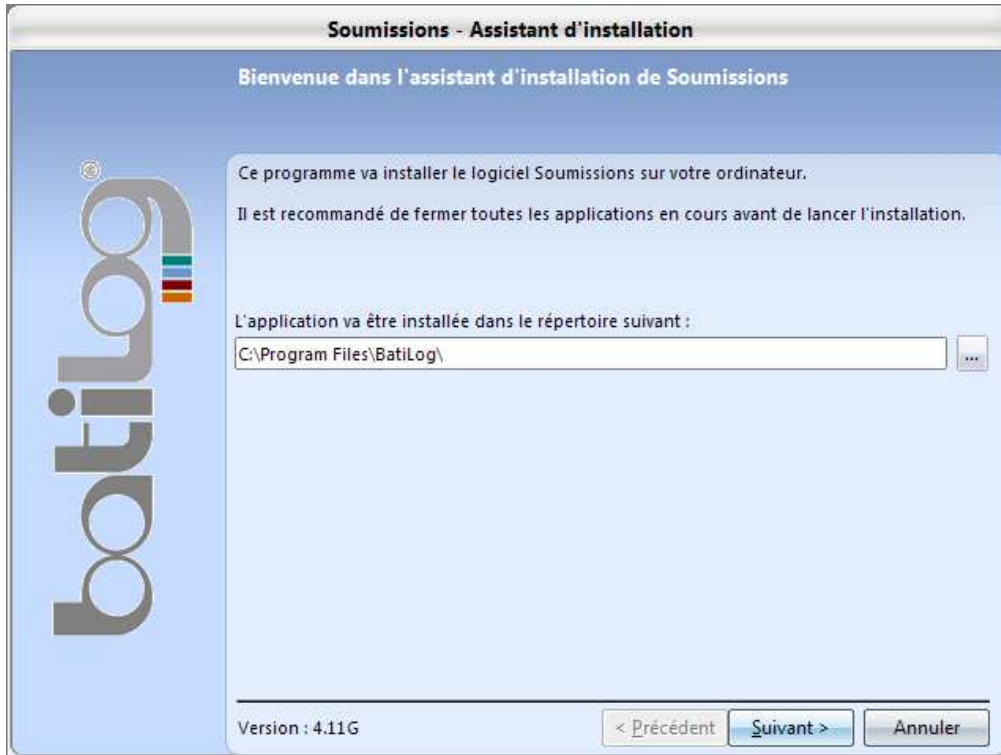 Soumissions - Assistant d'installation
Bienvenue dans l'assistant d'installation de Soumissions
batiLog®
Ce programme va installer le logiciel Soumissions sur votre ordinateur.
Il est recommandé de fermer toutes les applications en cours avant de lancer l'installation.
L'application va être installée dans le répertoire suivant :
C:\Program Files\BatiLog\
...
Version : 4.11G
< Précédent
Suivant >
Annuler